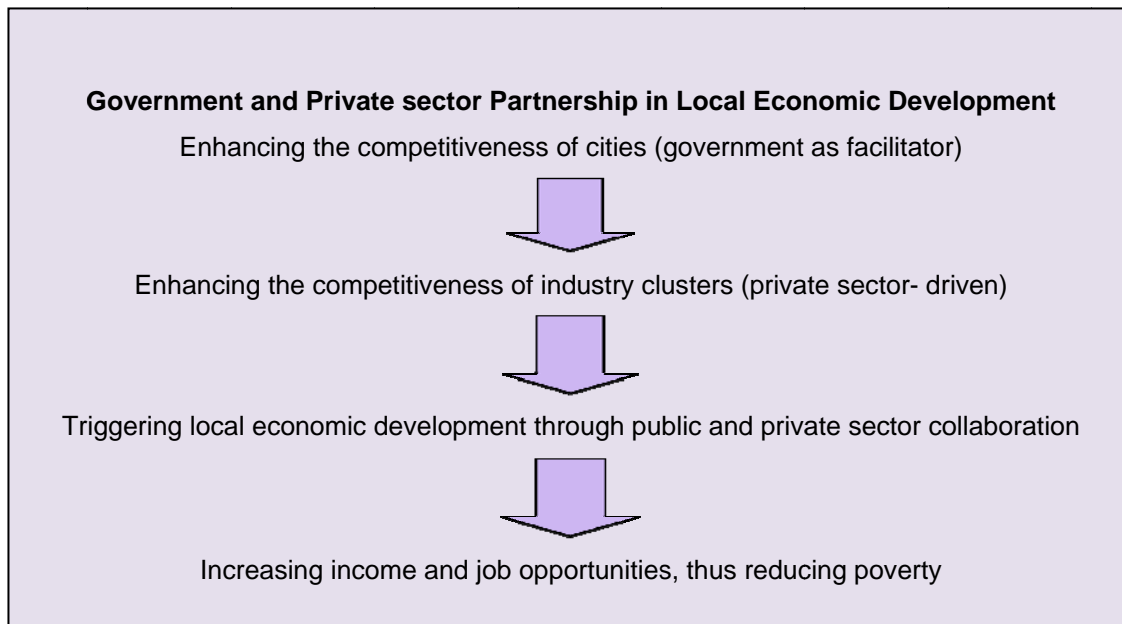 Government and Private sector Partnership in Local Economic Development
Enhancing the competitiveness of cities (government as facilitator)
Enhancing the competitiveness of industry clusters (private sector- driven)
Triggering local economic development through public and private sector collaboration
Increasing income and job opportunities, thus reducing poverty